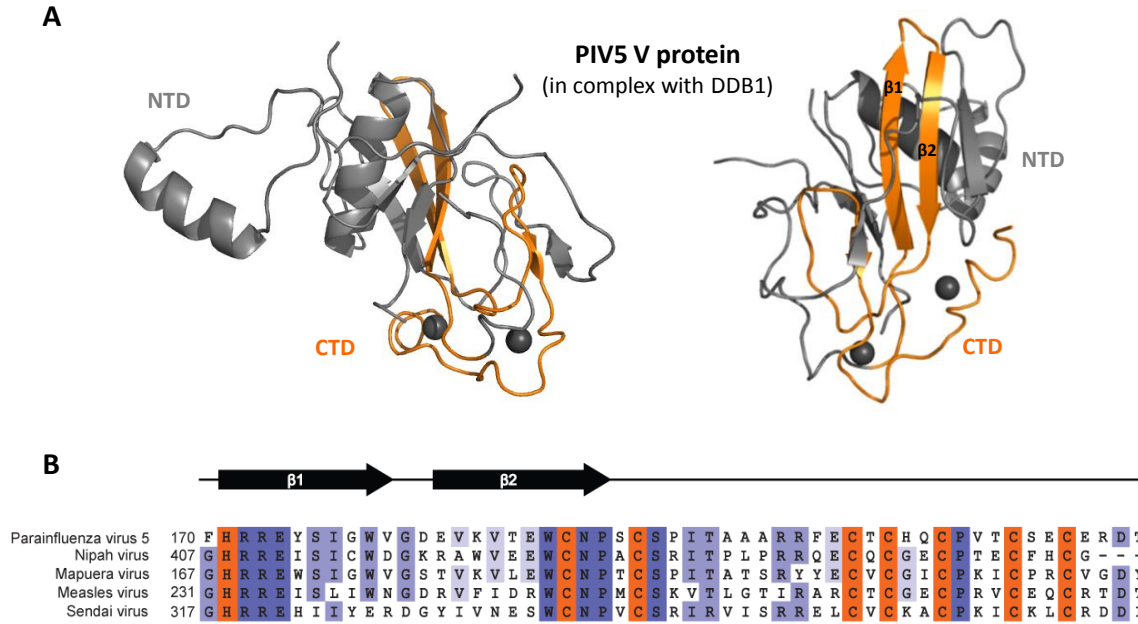 A
PIV5 V protein
(in complex with DDB1)
NTD
CTD
β1
β2
NTD
CTD
B
β1
β2
Parainfluenza virus 5 170 F H R R E Y S I G W V G D E V K V T E W C N P S C S P I T A A A R R F E C T C H Q C P V T C S E C E R D
Nipah virus 407 G H R R E Y S I C W D G K R A W V E E W C N P A C S R I T P L P R R Q E C Q C G E C P T E C F H C G - -
Mapuera virus 167 G H R R E W S I G W V G S T V K V L E W C N P T C S P I T A T S R Y Y E C V C G I C P K I C P R C V G D
Measles virus 231 G H R R E I S L I W N G D R V F I D R W C N P M C S K V T L G T I R A R C T C G E C P R V C E Q C R T D
Sendai virus 317 G H R R E H I I Y E R D G Y I V N E S W C N P V C S R I R V I S R R E L C V C K A C P K I C K L C R D D